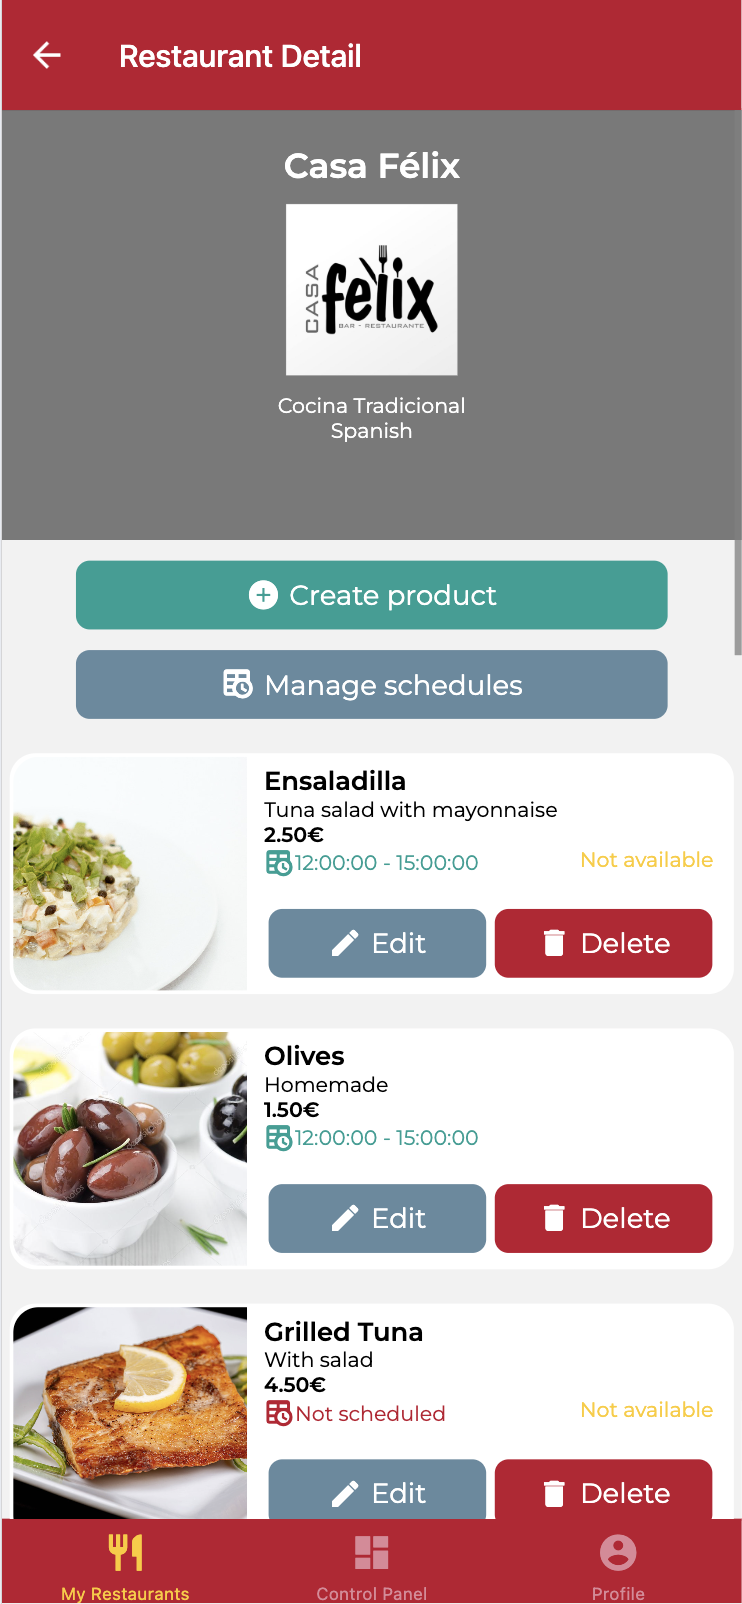 Restaurant Detail
Casa Félix
CASA
felix
BAR - RESTAURANTE
Cocina Tradicional
Spanish
Create product
Manage schedules
Ensaladilla
Tuna salad with mayonnaise
2.50€
12:00:00 - 15:00:00
Not available
Edit
Delete
Olives
Homemade
1.50€
12:00:00 - 15:00:00
Edit
Delete
Grilled Tuna
With salad
4.50€
Not scheduled
Not available
Edit
Delete
My Restaurants
Control Panel
Profile